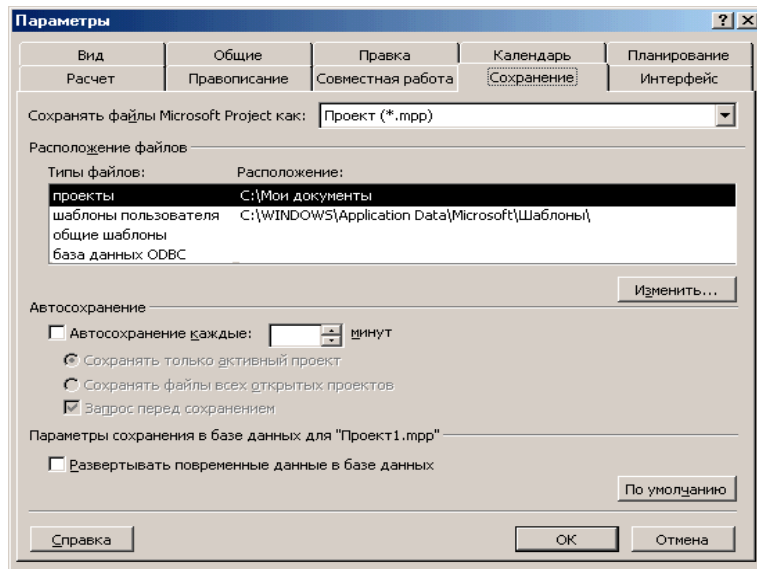 Параметры
Вид Общие Правка Календарь Планирование
Расчет Правописание Совместная работа Сохранение Интерфейс
Сохранять файлы Microsoft Project как: Проект (*.mpp)
Расположение файлов
Типы файлов: Расположение:
проекты C:\Мои документы
шаблоны пользователя C:\WINDOWS\Application Data\Microsoft\Шаблоны\
общие шаблоны
база данных ODBC
Изменить...
Автосохранение
Автосохранение каждые: минут
Сохранять только активный проект
Сохранять файлы всех открытых проектов
Запрос перед сохранением
Параметры сохранения в базе данных для "Проект1.mpp"
Развертывать повременные данные в базе данных
По умолчанию
Справка OK Отмена